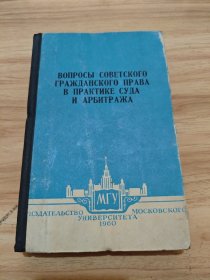 ВОПРОСЫ СОВЕТСКОГО
ГРАЖДАНСКОГО ПРАВА
В ПРАКТИКЕ СУДА
И АРБИТРАЖА
МГУ
ИЗДАТЕЛЬСТВО МОСКОВСКОГО
УНИВЕРСИТЕТА
1960